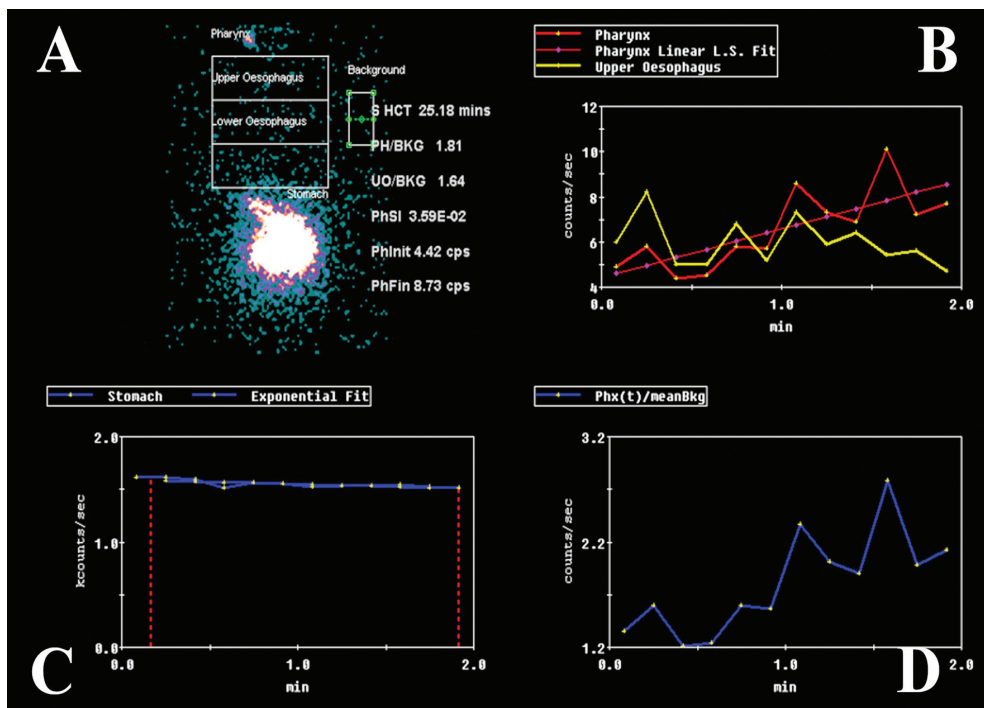 A
Pharynx
Upper Oesophagus
Lower Oesophagus
Stomach
Background
S HCT 25.18 mins
PH/BKG 1.81
UO/BKG 1.64
PhSl 3.59E-02
PhInit 4.42 cps
PhFin 8.73 cps
B
Pharynx
Pharynx Linear L.S. Fit
Upper Oesophagus
counts/sec
12
10
8
6
4
0.0 1.0 2.0
min
C
Stomach Exponential Fit
kcounts/sec
2.0
1.0
0.0
0.0 1.0 2.0
min
D
Phx(t)/meanBkg
counts/sec
3.2
2.2
1.2
0.0 1.0 2.0
min